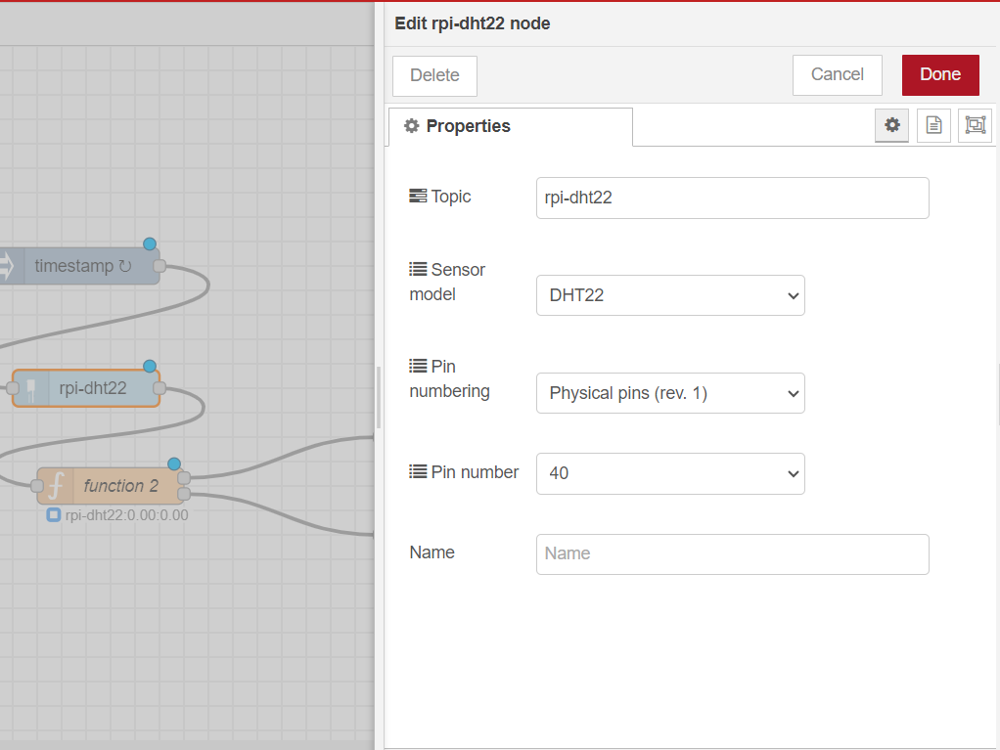 Edit rpi-dht22 node
Delete
Cancel
Done
Properties
Topic
rpi-dht22
Sensor
model
DHT22
Pin
numbering
Physical pins (rev. 1)
Pin number
40
Name
Name
timestamp ↻
rpi-dht22
function 2
rpi-dht22:0.00:0.00